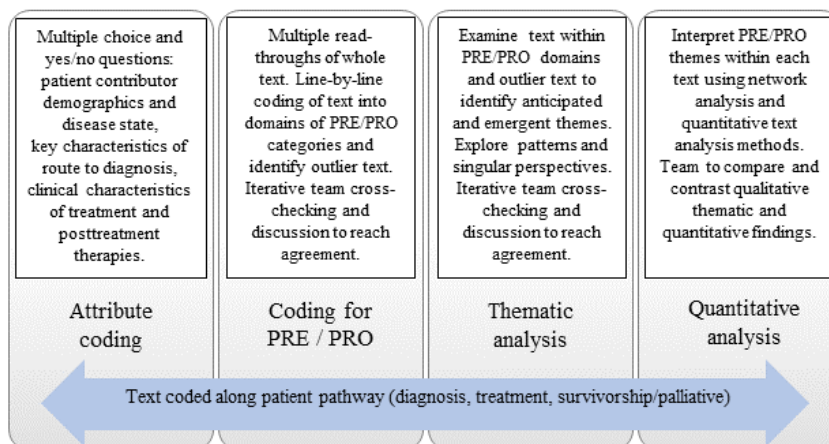 Multiple choice and
yes/no questions:
patient contributor
demographics and
disease state,
key characteristics of
route to diagnosis,
clinical characteristics
of treatment and
posttreatment
therapies.
Attribute
coding
Multiple read-
throughs of whole
text. Line-by-line
coding of text into
domains of PRE/PRO
categories and
identify outlier text.
Iterative team cross-
checking and
discussion to reach
agreement.
Coding for
PRE / PRO
Examine text within
PRE/PRO domains
and outlier text to
identify anticipated
and emergent themes.
Explore patterns and
singular perspectives.
Iterative team cross-
checking and
discussion to reach
agreement.
Thematic
analysis
Interpret PRE/PRO
themes within each
text using network
analysis and
quantitative text
analysis methods.
Team to compare and
contrast qualitative
thematic and
quantitative findings.
Quantitative
analysis
Text coded along patient pathway (diagnosis, treatment, survivorship/palliative)